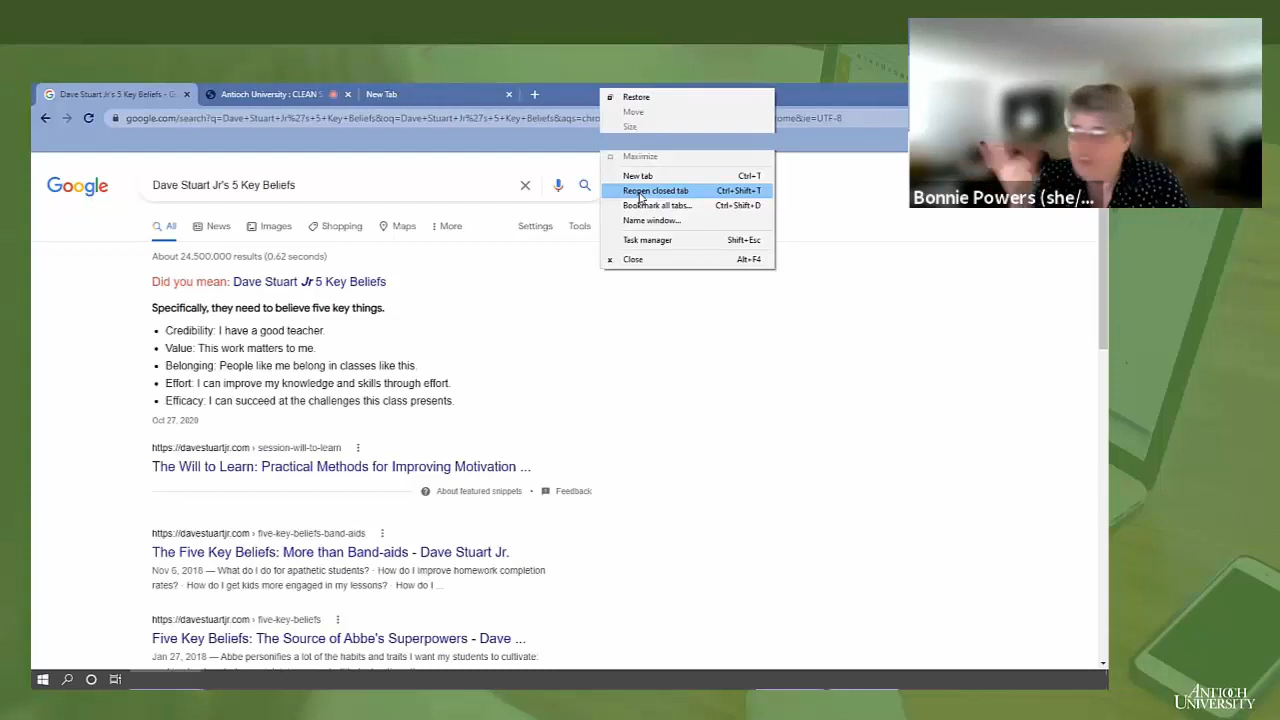 Dave Stuart Jr's 5 Key Beliefs - G
Antioch University : CLEAN S
New Tab
google.com/search?q=Dave+Stuart+Jr%27s+5+Key+Beliefs&oq=Dave+Stuart+Jr%27s+5+Key+Beliefs&aqs=chro
ome&ie=UTF-8
Restore
Move
Size
Maximize
New tab Ctrl+T
Reopen closed tab Ctrl+Shift+T
Bookmark all tabs... Ctrl+Shift+D
Name window...
Task manager Shift+Esc
Close Alt+F4
Bonnie Powers (she/...
Google
Dave Stuart Jr's 5 Key Beliefs
All News Images Shopping Maps More Settings Tools
About 24,500,000 results (0.62 seconds)
Did you mean: Dave Stuart Jr 5 Key Beliefs
Specifically, they need to believe five key things.
• Credibility: I have a good teacher.
• Value: This work matters to me.
• Belonging: People like me belong in classes like this.
• Effort: I can improve my knowledge and skills through effort.
• Efficacy: I can succeed at the challenges this class presents.
Oct 27, 2020
https://davestuartjr.com › session-will-to-learn
The Will to Learn: Practical Methods for Improving Motivation ...
About featured snippets • Feedback
https://davestuartjr.com › five-key-beliefs-band-aids
The Five Key Beliefs: More than Band-aids - Dave Stuart Jr.
Nov 6, 2018 — What do I do for apathetic students? · How do I improve homework completion
rates? · How do I get kids more engaged in my lessons? · How do I ...
https://davestuartjr.com › five-key-beliefs
Five Key Beliefs: The Source of Abbe's Superpowers - Dave ...
Jan 27, 2018 — Abbe personifies a lot of the habits and traits I want my students to cultivate:
ANTIOCH
UNIVERSITY